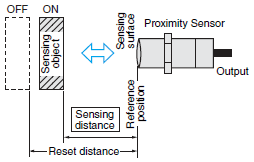 OFF ON
Sensing
object
Sensing
surface
Proximity Sensor
Output
Reference
position
Sensing
distance
Reset distance